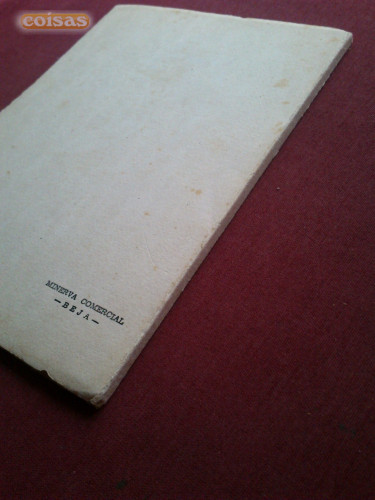 coisas
MINERVA COMERCIAL
— BEJA —